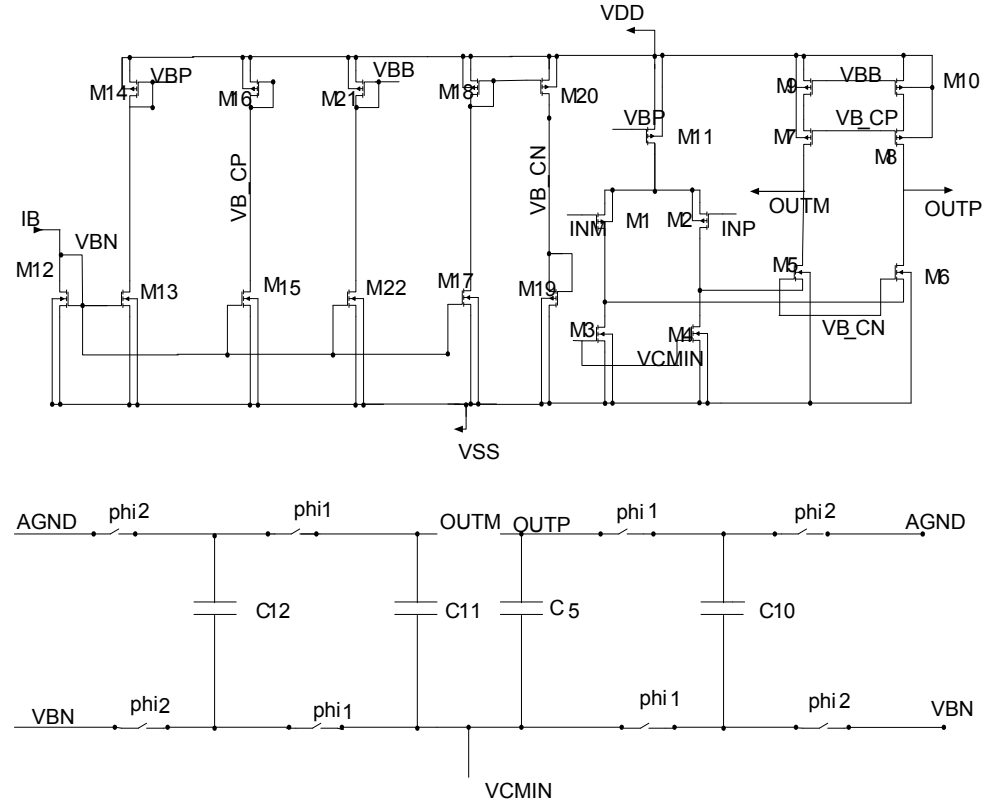 VDD
M14
VBP
M16
M21
VBB
M18
M20
VBP
M11
M9
VBB
M10
M7
VB_CP
M8
VB_CP
VB_CN
OUTM
OUTP
IB
VBN
INM
M1
M2
INP
M12
M13
M15
M22
M17
M19
M5
M6
M3
M4
VB_CN
VCMIN
VSS
AGND
phi2
phi1
OUTM
OUTP
phi1
phi2
AGND
C12
C11
C5
C10
VBN
phi2
phi1
phi1
phi2
VBN
VCMIN